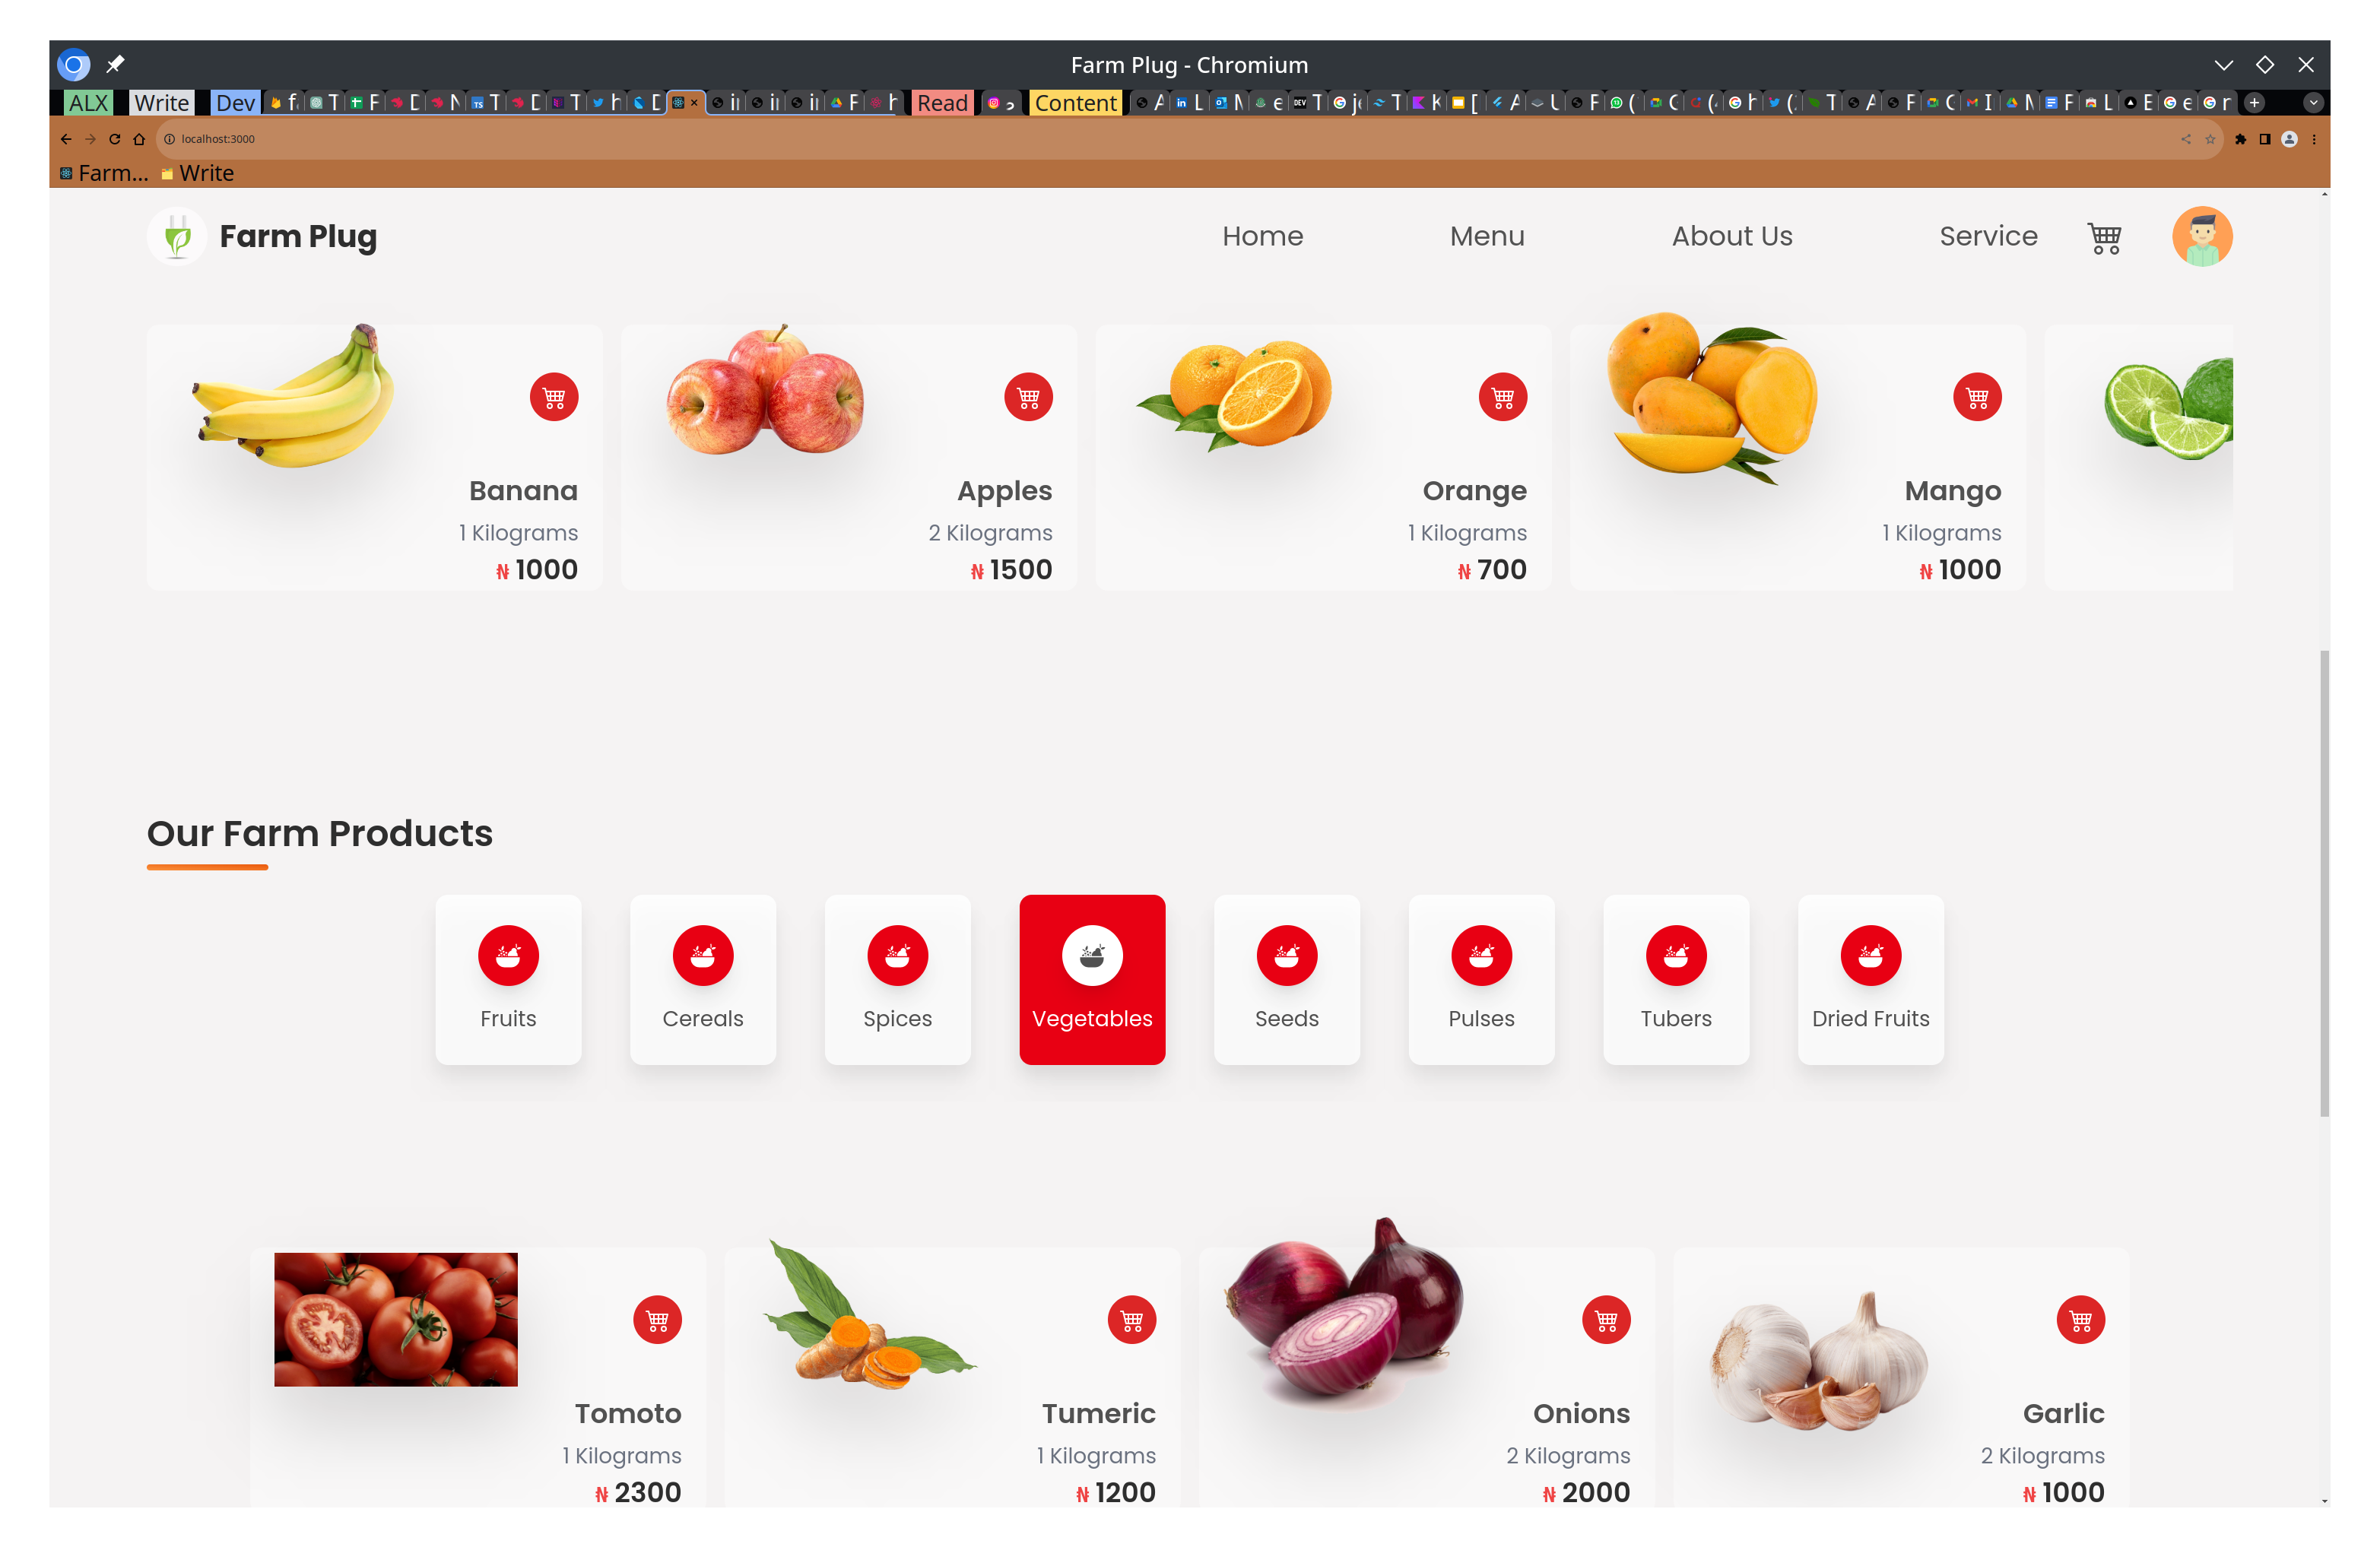 Farm Plug - Chromium
ALX Write Dev Read Content
localhost:3000
Farm... Write
Farm Plug Home Menu About Us Service
Banana Apples Orange Mango
1 Kilograms 2 Kilograms 1 Kilograms 1 Kilograms
₦ 1000 ₦ 1500 ₦ 700 ₦ 1000
Our Farm Products
Fruits Cereals Spices Vegetables Seeds Pulses Tubers Dried Fruits
Tomoto Tumeric Onions Garlic
1 Kilograms 1 Kilograms 2 Kilograms 2 Kilograms
₦ 2300 ₦ 1200 ₦ 2000 ₦ 1000